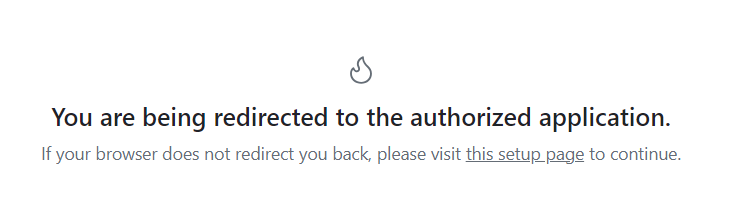 You are being redirected to the authorized application.
If your browser does not redirect you back, please visit this setup page to continue.